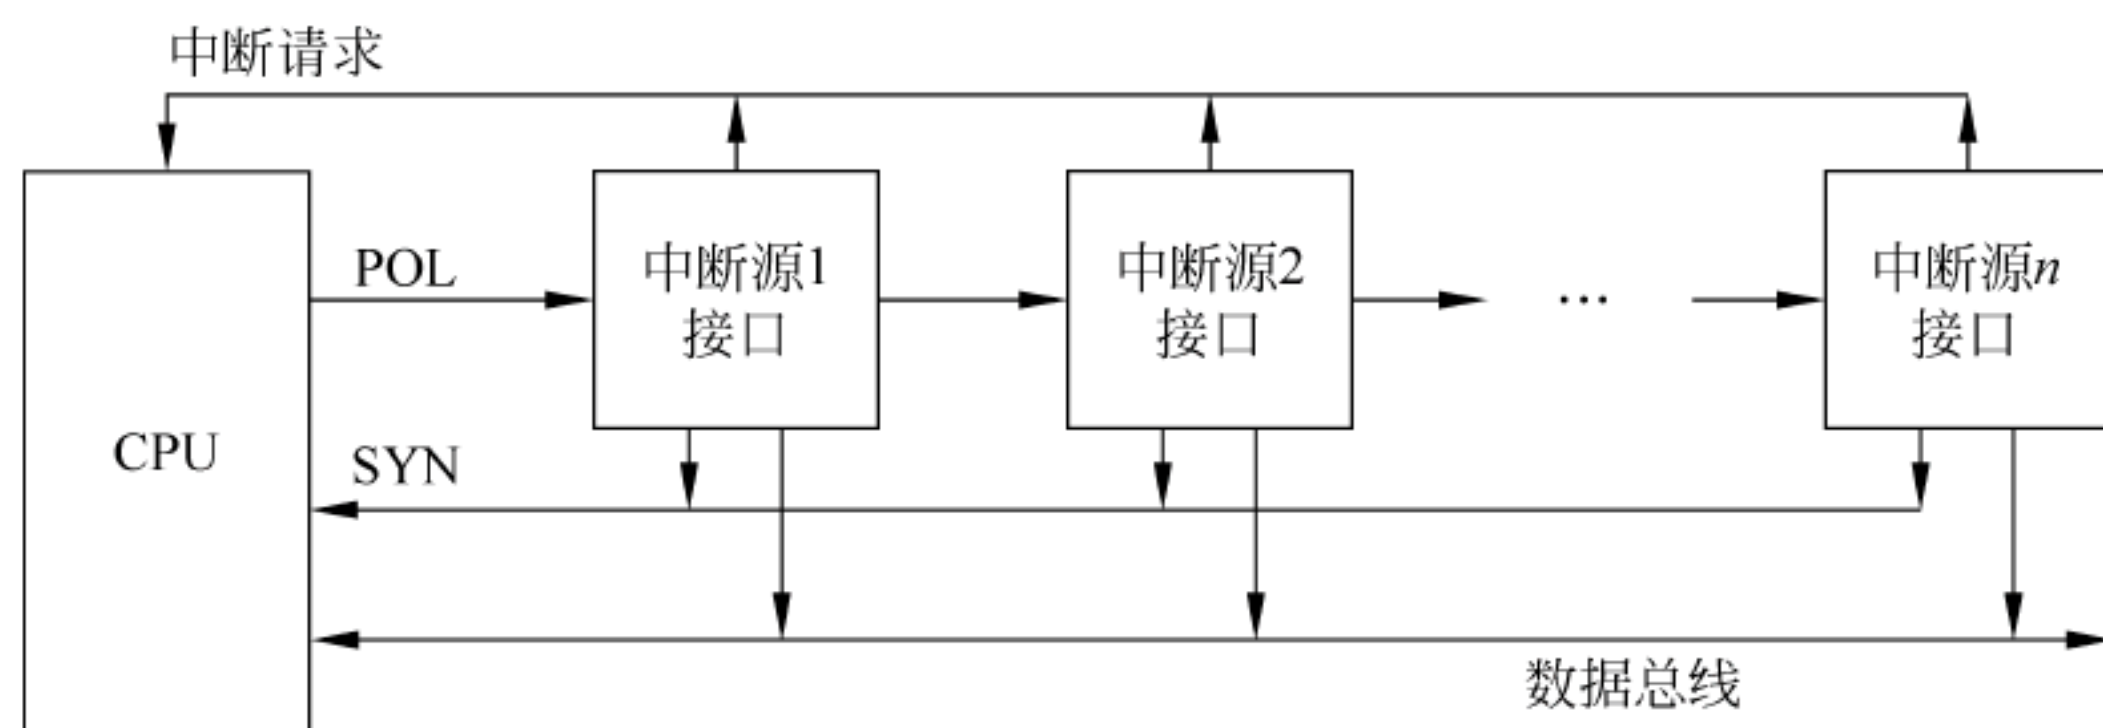 中断请求
POL
中断源1
接口
中断源2
接口
…
中断源n
接口
CPU
SYN
数据总线